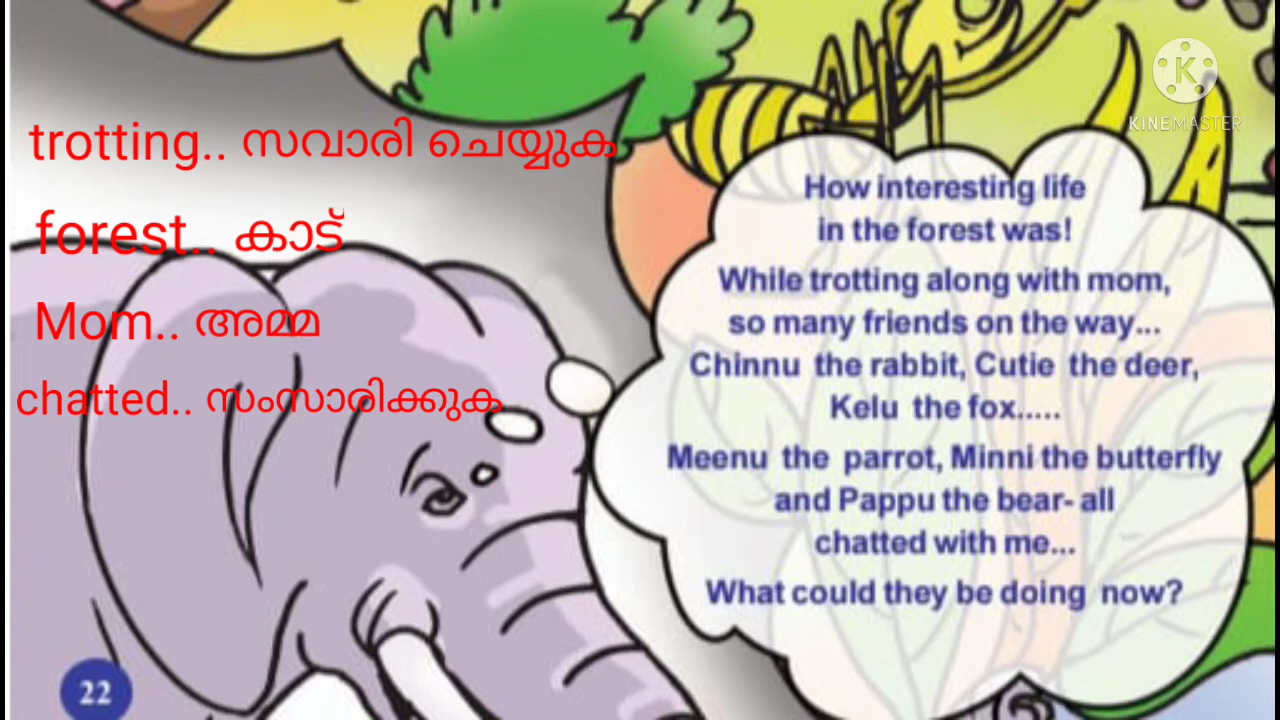 trotting.. സവാരി ചെയ്യുക
forest.. കാട്
Mom.. അമ്മ
chatted.. സംസാരിക്കുക
KINEMASTER
How interesting life
in the forest was!
While trotting along with mom,
so many friends on the way...
Chinnu the rabbit, Cutie the deer,
Kelu the fox.....
Meenu the parrot, Minni the butterfly
and Pappu the bear- all
chatted with me...
What could they be doing now?
22